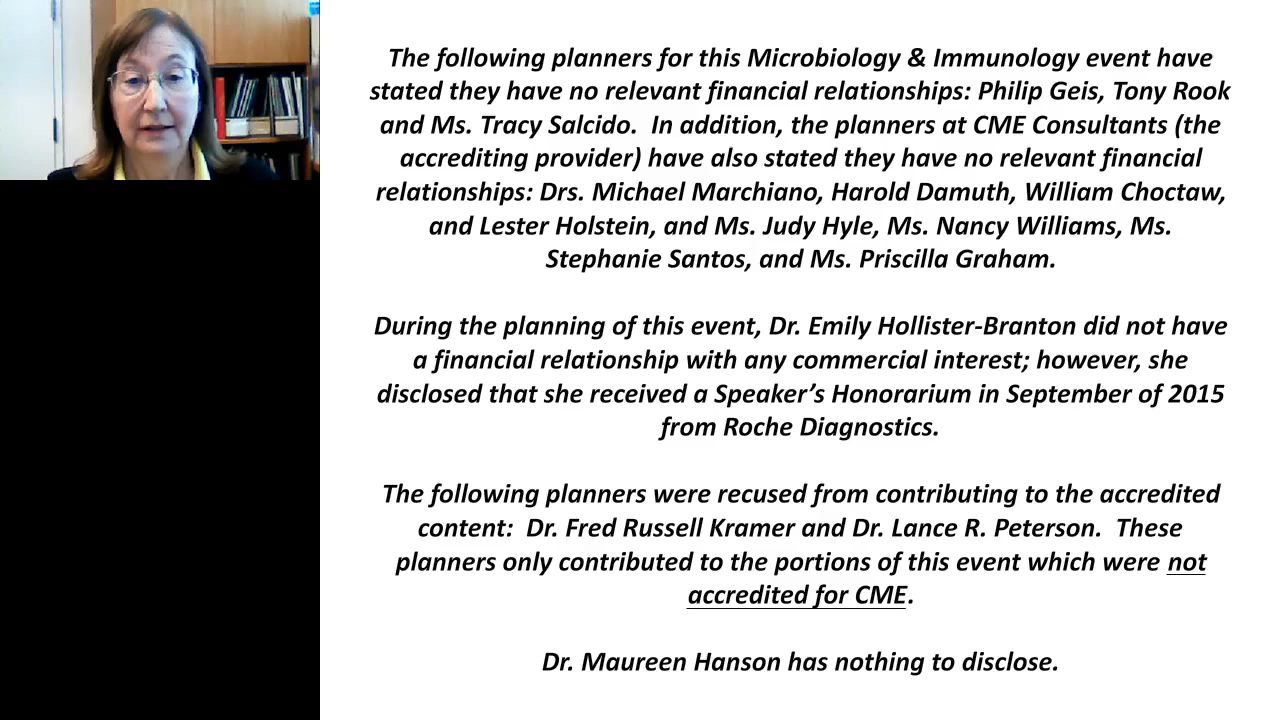 The following planners for this Microbiology & Immunology event have
stated they have no relevant financial relationships: Philip Geis, Tony Rook
and Ms. Tracy Salcido.  In addition, the planners at CME Consultants (the
accrediting provider) have also stated they have no relevant financial
relationships: Drs. Michael Marchiano, Harold Damuth, William Choctaw,
and Lester Holstein, and Ms. Judy Hyle, Ms. Nancy Williams, Ms.
Stephanie Santos, and Ms. Priscilla Graham.
During the planning of this event, Dr. Emily Hollister-Branton did not have
a financial relationship with any commercial interest; however, she
disclosed that she received a Speaker’s Honorarium in September of 2015
from Roche Diagnostics.
The following planners were recused from contributing to the accredited
content:  Dr. Fred Russell Kramer and Dr. Lance R. Peterson.  These
planners only contributed to the portions of this event which were not
accredited for CME.
Dr. Maureen Hanson has nothing to disclose.